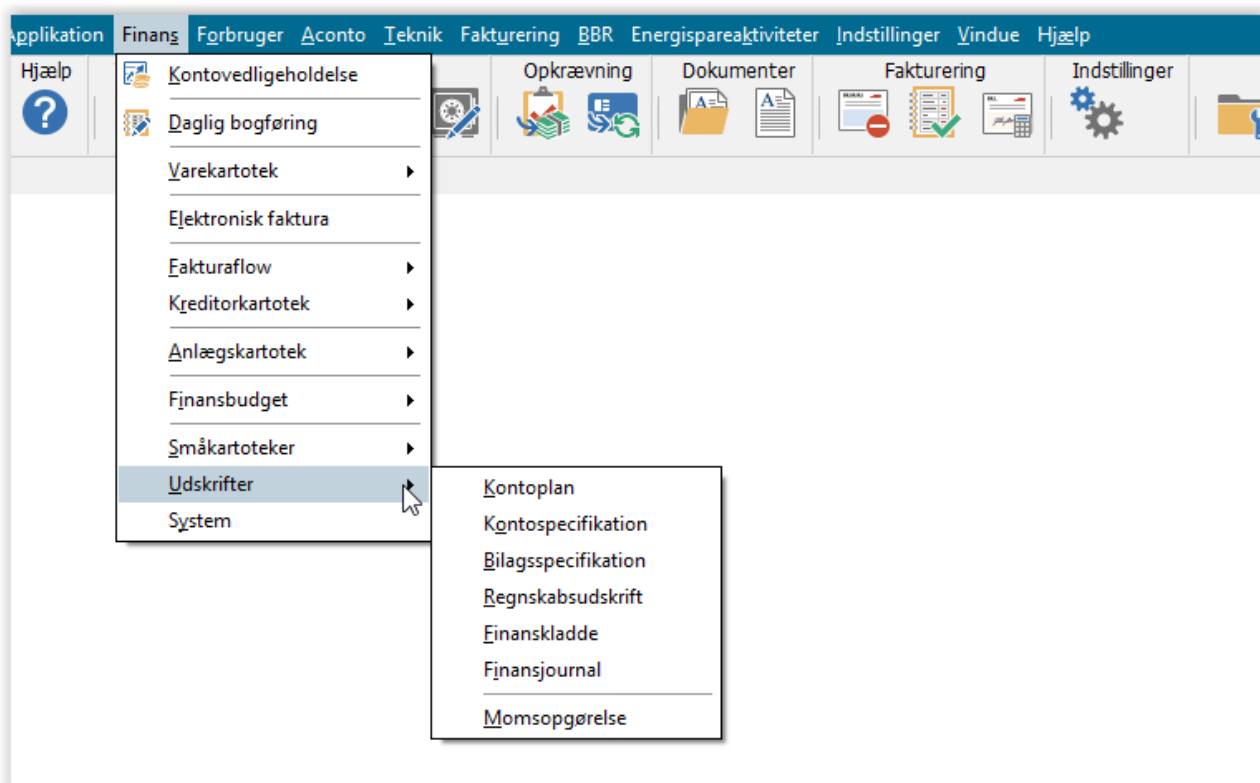 Applikation Finans Forbruger Aconto Teknik Fakturering BBR Energispareaktiviteter Indstillinger Vindue Hjælp
Hjælp Opkrævning Dokumenter Fakturering Indstillinger
Kontovedligeholdelse
Daglig bogføring
Varekartotek
Elektronisk faktura
Fakturaflow
Kreditorkartotek
Anlægskartotek
Finansbudget
Småkartoteker
Udskrifter
System
Kontoplan
Kontospecifikation
Bilagsspecifikation
Regnskabsudskrift
Finanskladde
Finansjournal
Momsopgørelse